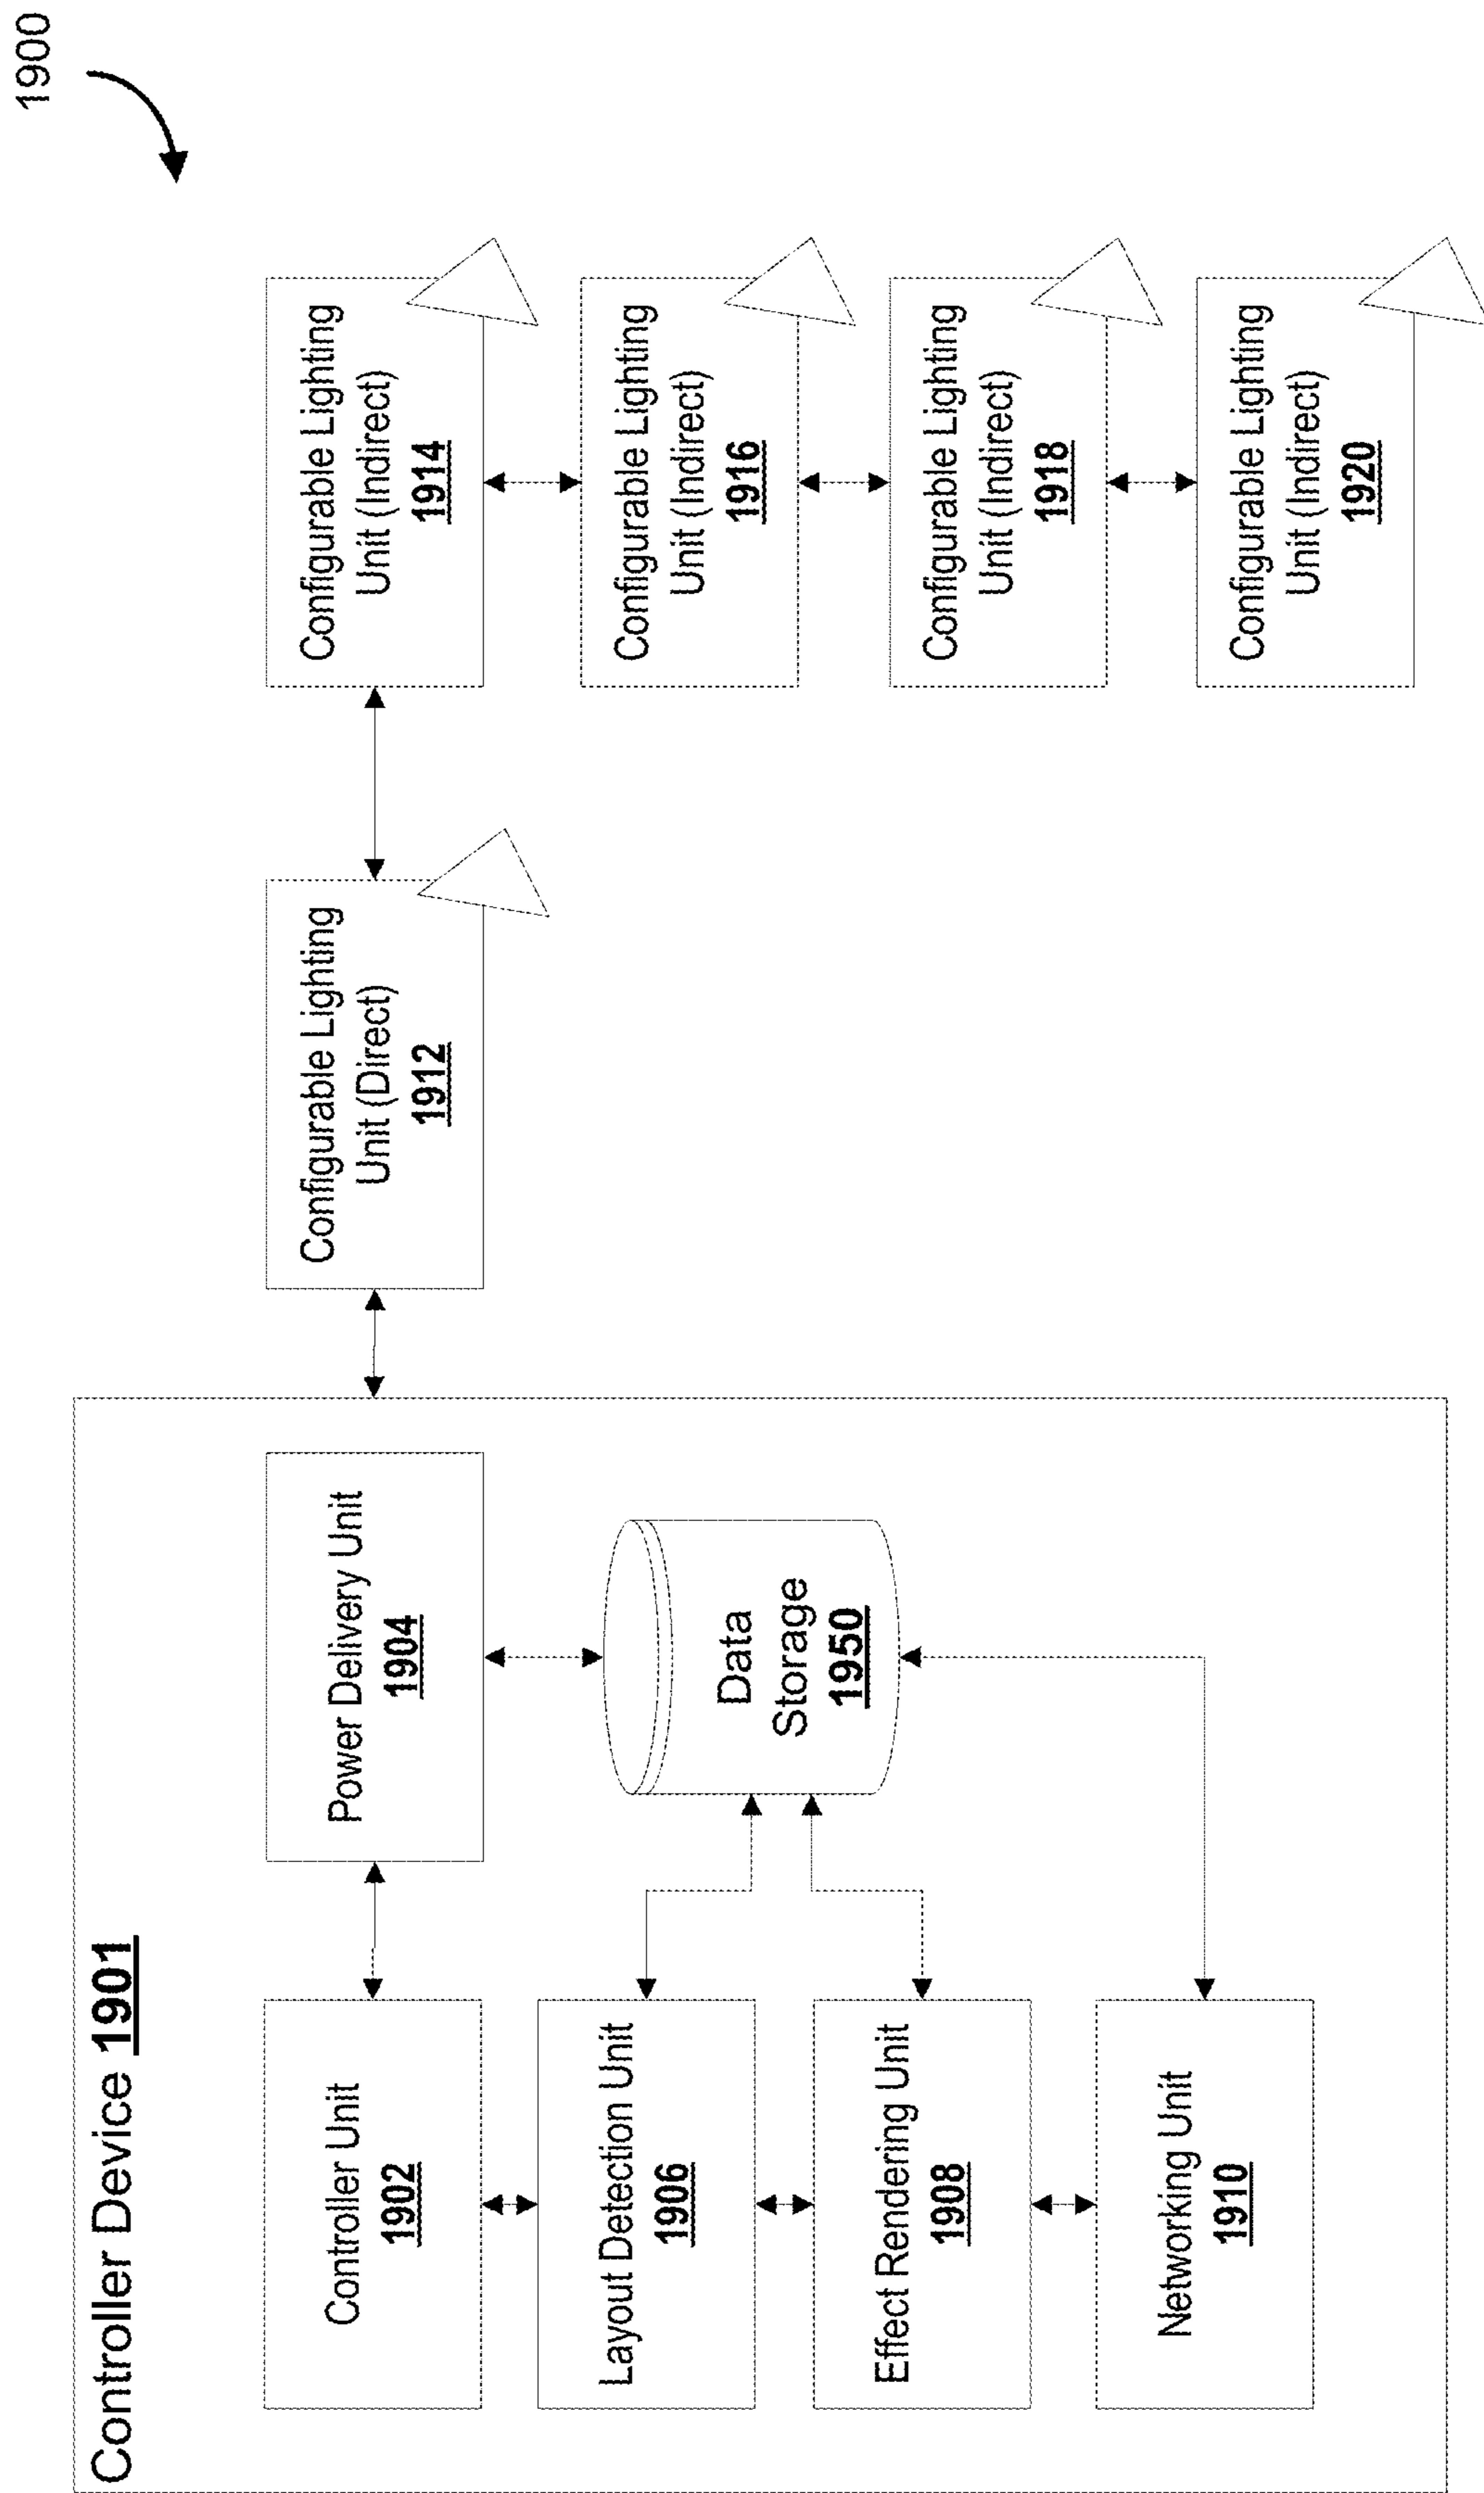 1900
Controller Device 1901
Controller Unit
1902
Power Delivery Unit
1904
Layout Detection Unit
1906
Effect Rendering Unit
1908
Networking Unit
1910
Data
Storage
1950
Configurable Lighting
Unit (Direct)
1912
Configurable Lighting
Unit (Indirect)
1914
Configurable Lighting
Unit (Indirect)
1916
Configurable Lighting
Unit (Indirect)
1918
Configurable Lighting
Unit (Indirect)
1920